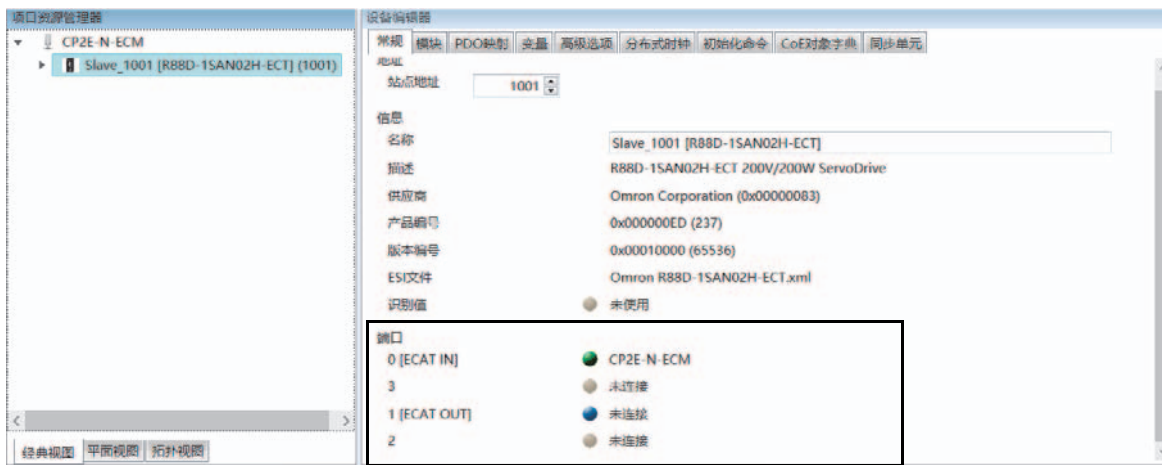 项目资源管理器
CP2E-N-ECM
Slave_1001 [R88D-1SAN02H-ECT] (1001)
经典视图 平面视图 拓扑视图
设备编辑器
常规 模块 PDO映射 变量 高级选项 分布式时钟 初始化命令 CoE对象字典 同步单元
地址
站点地址 1001
信息
名称 Slave_1001 [R88D-1SAN02H-ECT]
描述 R88D-1SAN02H-ECT 200V/200W ServoDrive
供应商 Omron Corporation (0x00000083)
产品编号 0x000000ED (237)
版本编号 0x00010000 (65536)
ESI文件 Omron R88D-1SAN02H-ECT.xml
识别值 未使用
端口
0 [ECAT IN] CP2E-N-ECM
3 未连接
1 [ECAT OUT] 未连接
2 未连接